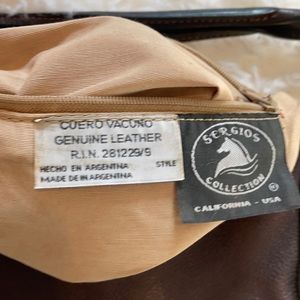 CUERO VACUNO
GENUINE LEATHER
R.I.N. 281229/9
HECHO EN ARGENTINA STYLE
MADE IN ARGENTINA
SERGIOS
COLLECTION
CALIFORNIA - USA